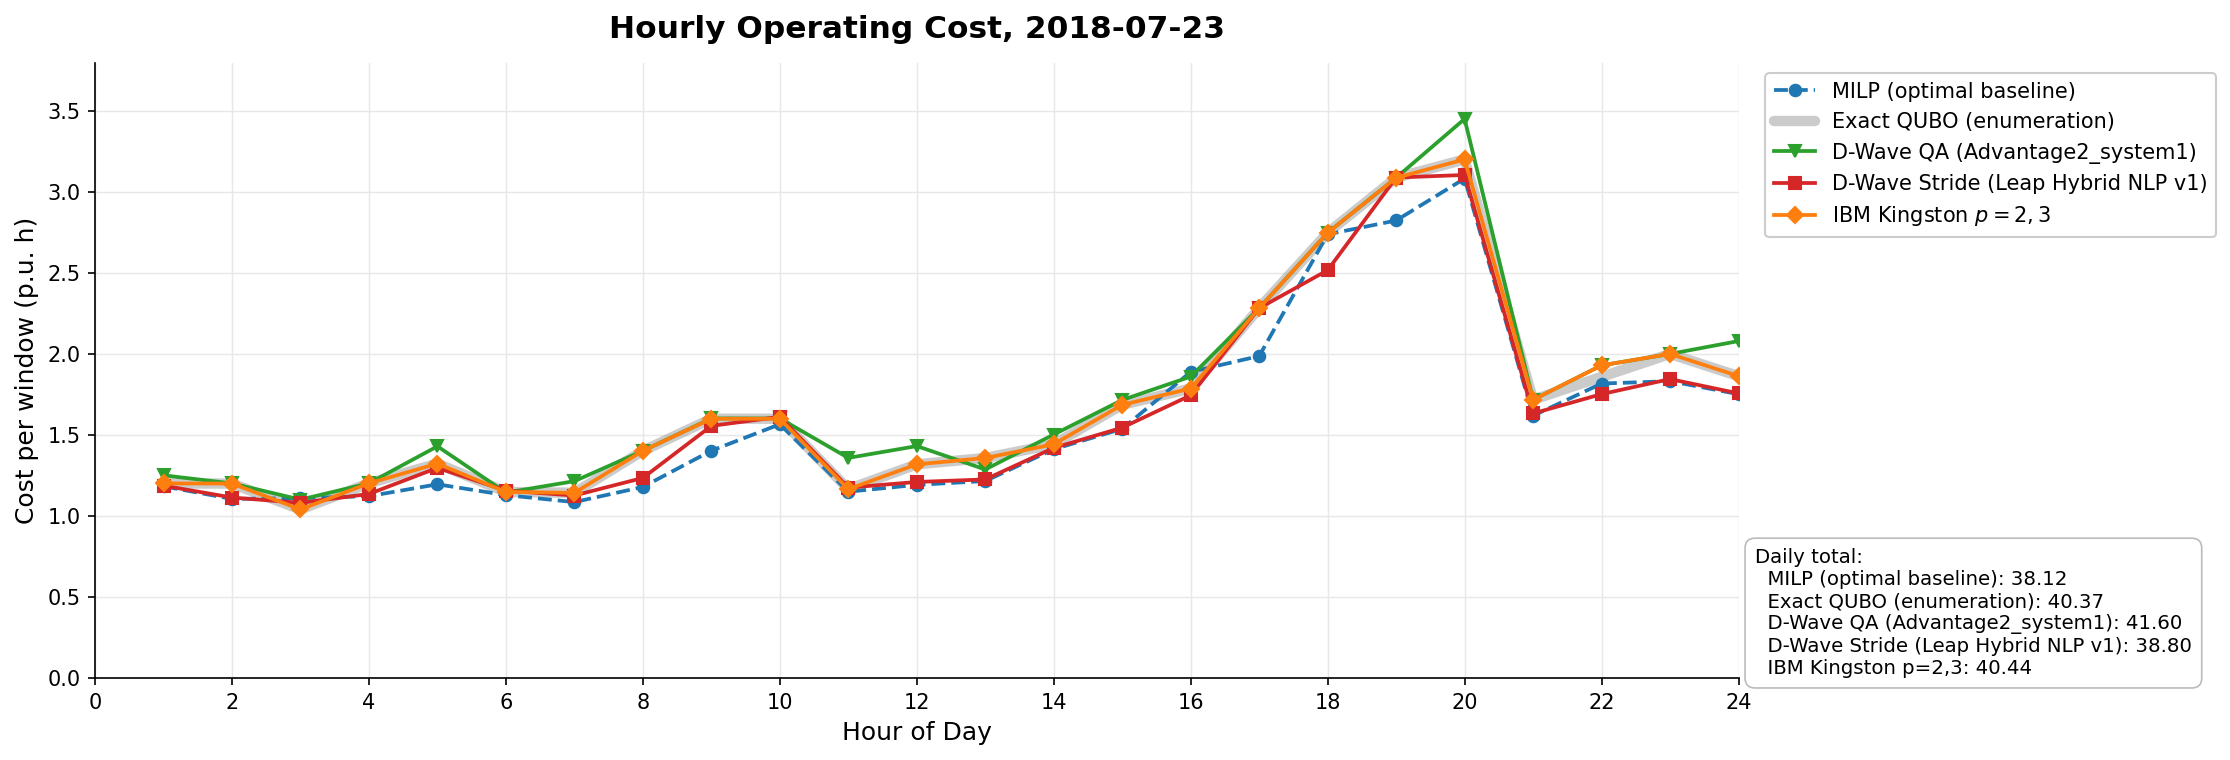 Hourly Operating Cost, 2018-07-23
Cost per window (p.u. h)
3.5
3.0
2.5
2.0
1.5
1.0
0.5
0.0
0 2 4 6 8 10 12 14 16 18 20 22 24
Hour of Day
MILP (optimal baseline)
Exact QUBO (enumeration)
D-Wave QA (Advantage2_system1)
D-Wave Stride (Leap Hybrid NLP v1)
IBM Kingston p = 2, 3
Daily total:
MILP (optimal baseline): 38.12
Exact QUBO (enumeration): 40.37
D-Wave QA (Advantage2_system1): 41.60
D-Wave Stride (Leap Hybrid NLP v1): 38.80
IBM Kingston p=2,3: 40.44